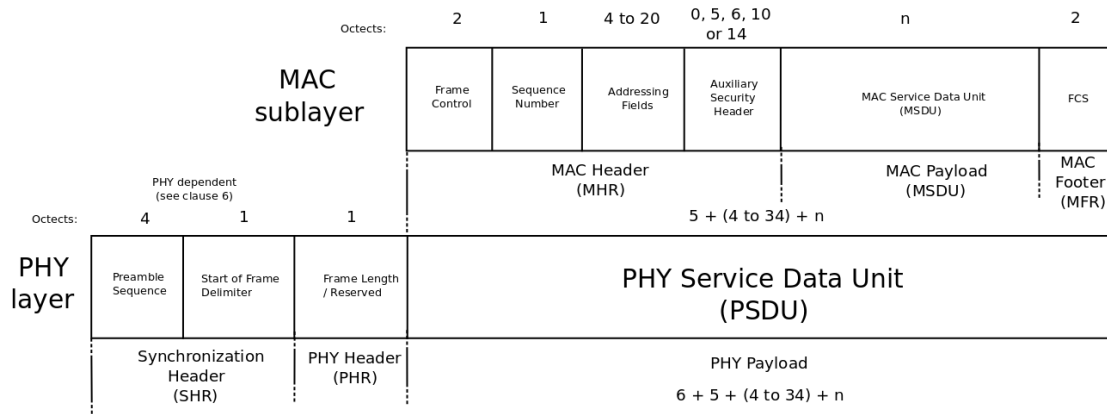 Octects:
2
1
4 to 20
0, 5, 6, 10
or 14
n
2
MAC
sublayer
Frame
Control
Sequence
Number
Addressing
Fields
Auxiliary
Security
Header
MAC Service Data Unit
(MSDU)
FCS
MAC Header
(MHR)
MAC Payload
(MSDU)
MAC
Footer
(MFR)
PHY dependent
(see clause 6)
Octects:
4
1
1
5 + (4 to 34) + n
PHY
layer
Preamble
Sequence
Start of Frame
Delimiter
Frame Length
/ Reserved
PHY Service Data Unit
(PSDU)
Synchronization
Header
(SHR)
PHY Header
(PHR)
PHY Payload
6 + 5 + (4 to 34) + n